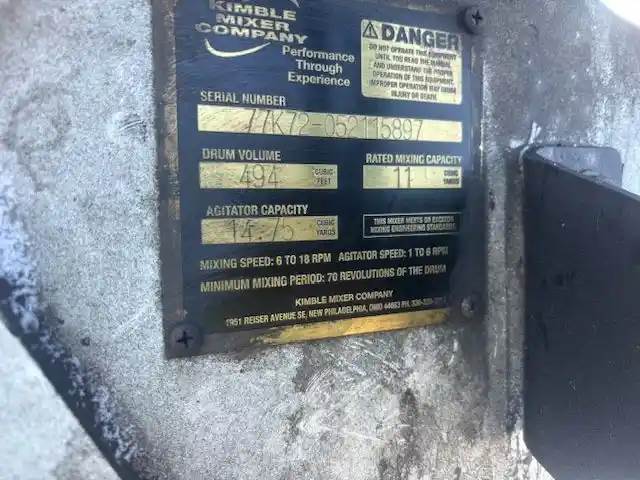 KIMBLE
MIXER
COMPANY
Performance
Through
Experience
DANGER
DO NOT OPERATE THIS EQUIPMENT
UNTIL YOU READ THE MANUAL
AND UNDERSTAND THE PROPER
OPERATION OF THIS EQUIPMENT.
IMPROPER OPERATION MAY CAUSE
INJURY OR DEATH.
SERIAL NUMBER
77K72-052115897
DRUM VOLUME
494 CUBIC FEET
RATED MIXING CAPACITY
11 CUBIC YARDS
AGITATOR CAPACITY
14.75 CUBIC YARDS
THIS MIXER MEETS OR EXCEEDS
MIXING ENGINEERING STANDARDS
MIXING SPEED: 6 TO 18 RPM AGITATOR SPEED: 1 TO 6 RPM
MINIMUM MIXING PERIOD: 70 REVOLUTIONS OF THE DRUM
KIMBLE MIXER COMPANY
1951 REISER AVENUE SE, NEW PHILADELPHIA, OHIO 44663 PH.